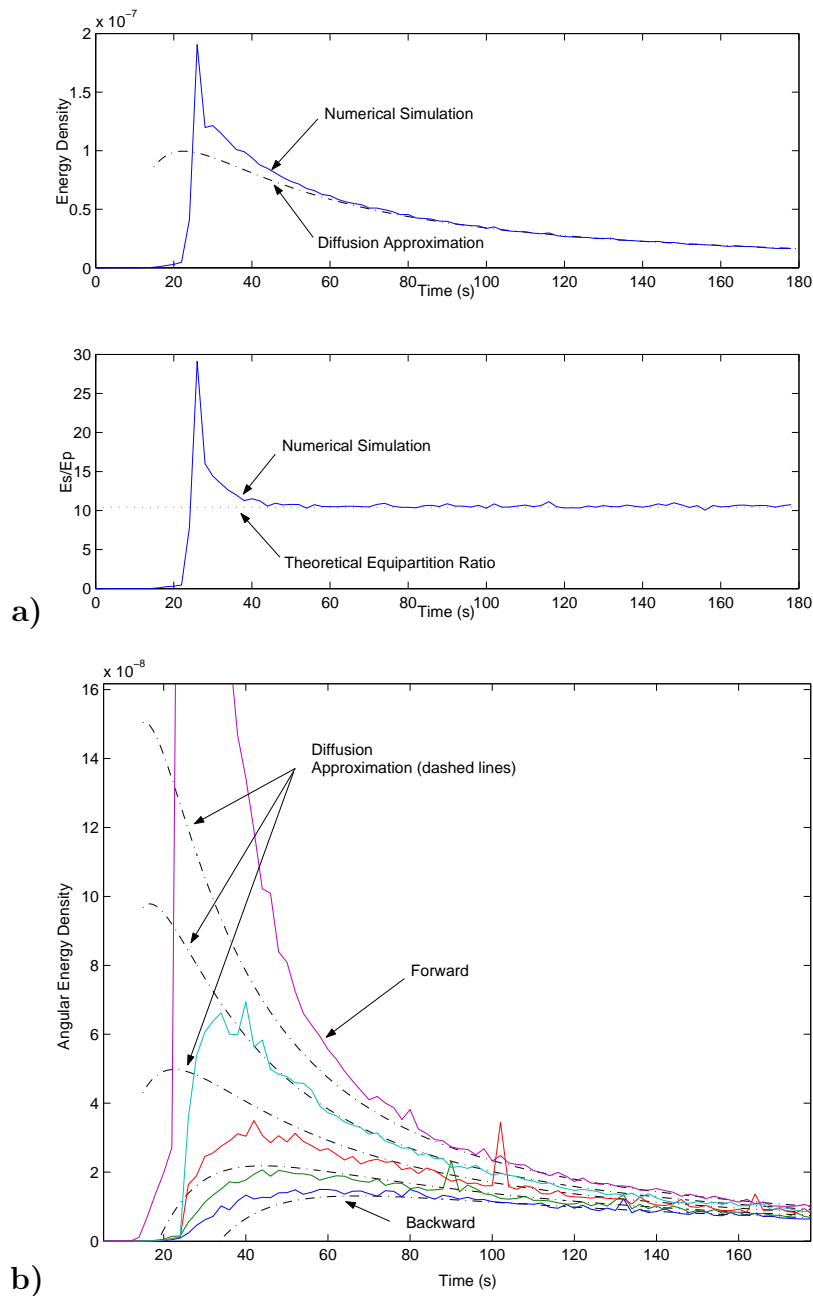 x 10⁻⁷
2
1.5
1
0.5
0
Energy Density
Numerical Simulation
Diffusion Approximation
0 20 40 60 80 100 120 140 160 180
Time (s)
30
25
20
15
10
5
0
Es/Ep
Numerical Simulation
Theoretical Equipartition Ratio
0 20 40 60 80 100 120 140 160 180
Time (s)
a)
x 10⁻⁸
16
14
12
10
8
6
4
2
0
Angular Energy Density
Diffusion
Approximation (dashed lines)
Forward
Backward
20 40 60 80 100 120 140 160
Time (s)
b)